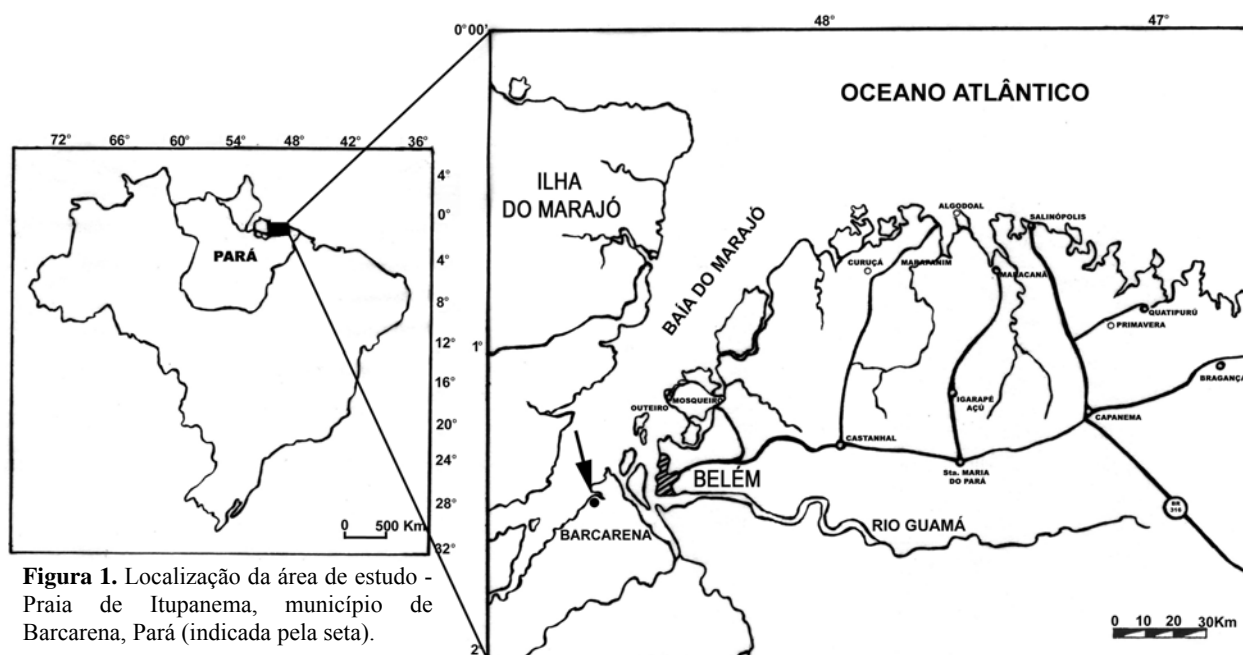 72° 66° 60° 54° 48° 42° 36°
4°
0°
4°
8°
12°
16°
20°
24°
28°
32°
PARÁ
0 500 Km
48° 47°
0°00'
1°
2°
OCEANO ATLÂNTICO
ILHA
DO MARAJÓ
BAÍA DO MARAJÓ
ALGODOAL
SALINÓPOLIS
CURUÇÁ
MARAPANIM
MARACANÃ
QUATIPURÚ
PRIMAVERA
BRAGANÇA
MOSQUEIRO
OUTEIRO
IGARAPÉ
AÇÚ
CAPANEMA
CASTANHAL
Sta. MARIA
DO PARÁ
BELÉM
RIO GUAMÁ
BARCARENA
BR
316
0 10 20 30Km
Figura 1. Localização da área de estudo -
Praia de Itupanema, município de
Barcarena, Pará (indicada pela seta).